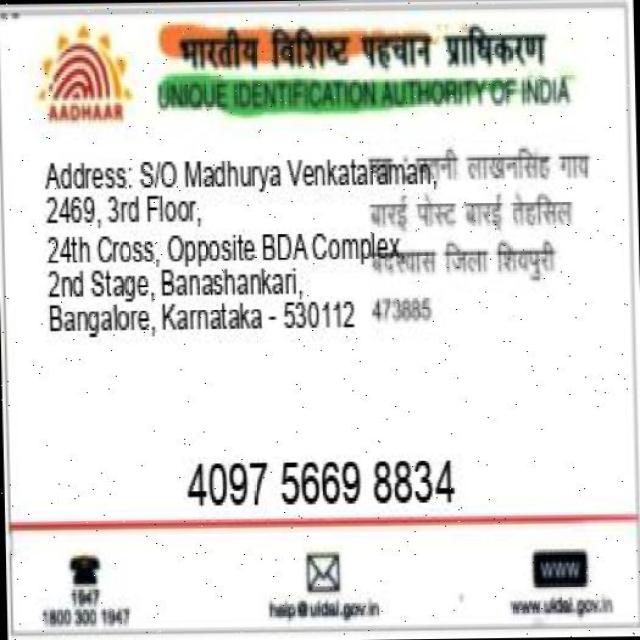 भारतीय विशिष्ट पहचान प्राधिकरण
UNIQUE IDENTIFICATION AUTHORITY OF INDIA
AADHAAR
Address: S/O Madhurya Venkataraman,
2469, 3rd Floor,
24th Cross, Opposite BDA Complex,
2nd Stage, Banashankari,
Bangalore, Karnataka - 530112
लाखनसिंह गाव
बारई पोस्ट बारई तेहसिल
जिला शिवपुरी
473885
4097 5669 8834
1947
1800 300 1947
help@uidai.gov.in
WWW
www.uidai.gov.in